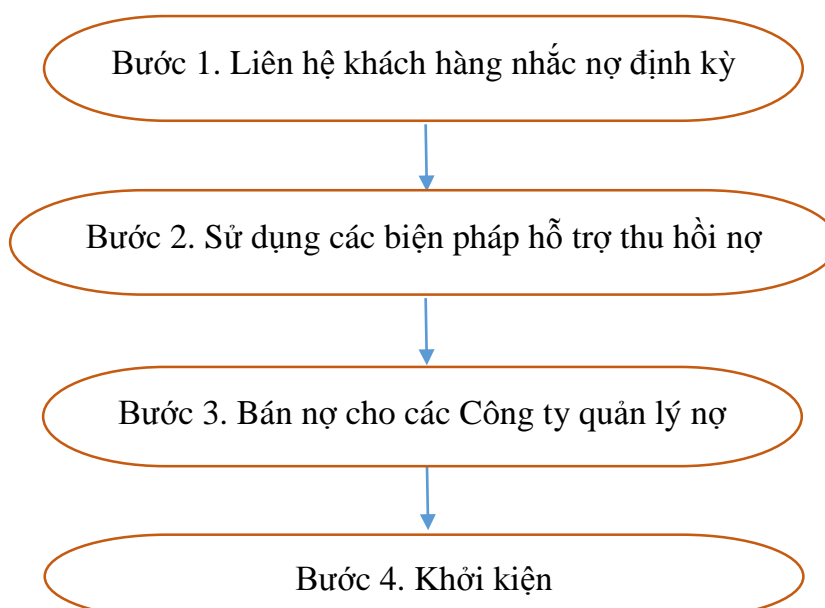 Bước 1. Liên hệ khách hàng nhắc nợ định kỳ
Bước 2. Sử dụng các biện pháp hỗ trợ thu hồi nợ
Bước 3. Bán nợ cho các Công ty quản lý nợ
Bước 4. Khởi kiện